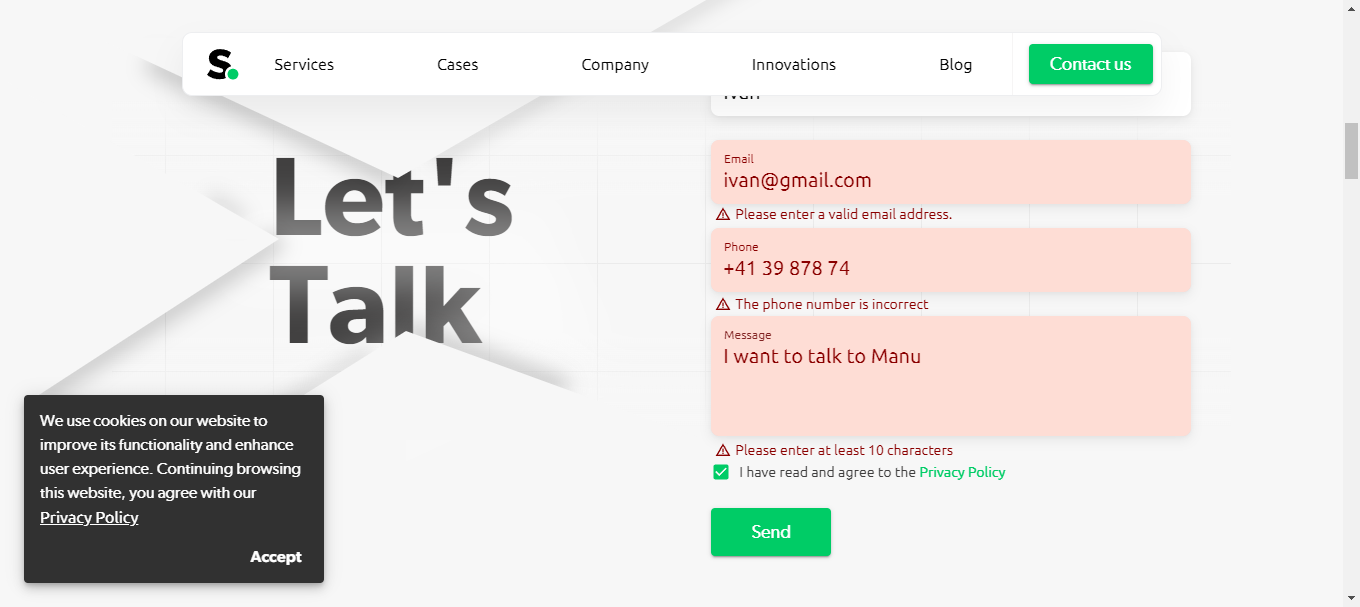 S.
Services
Cases
Company
Innovations
Blog
Contact us
ivan
Let's
Talk
Email
ivan@gmail.com
Please enter a valid email address.
Phone
+41 39 878 74
The phone number is incorrect
Message
I want to talk to Manu
Please enter at least 10 characters
I have read and agree to the Privacy Policy
Send
We use cookies on our website to
improve its functionality and enhance
user experience. Continuing browsing
this website, you agree with our
Privacy Policy
Accept